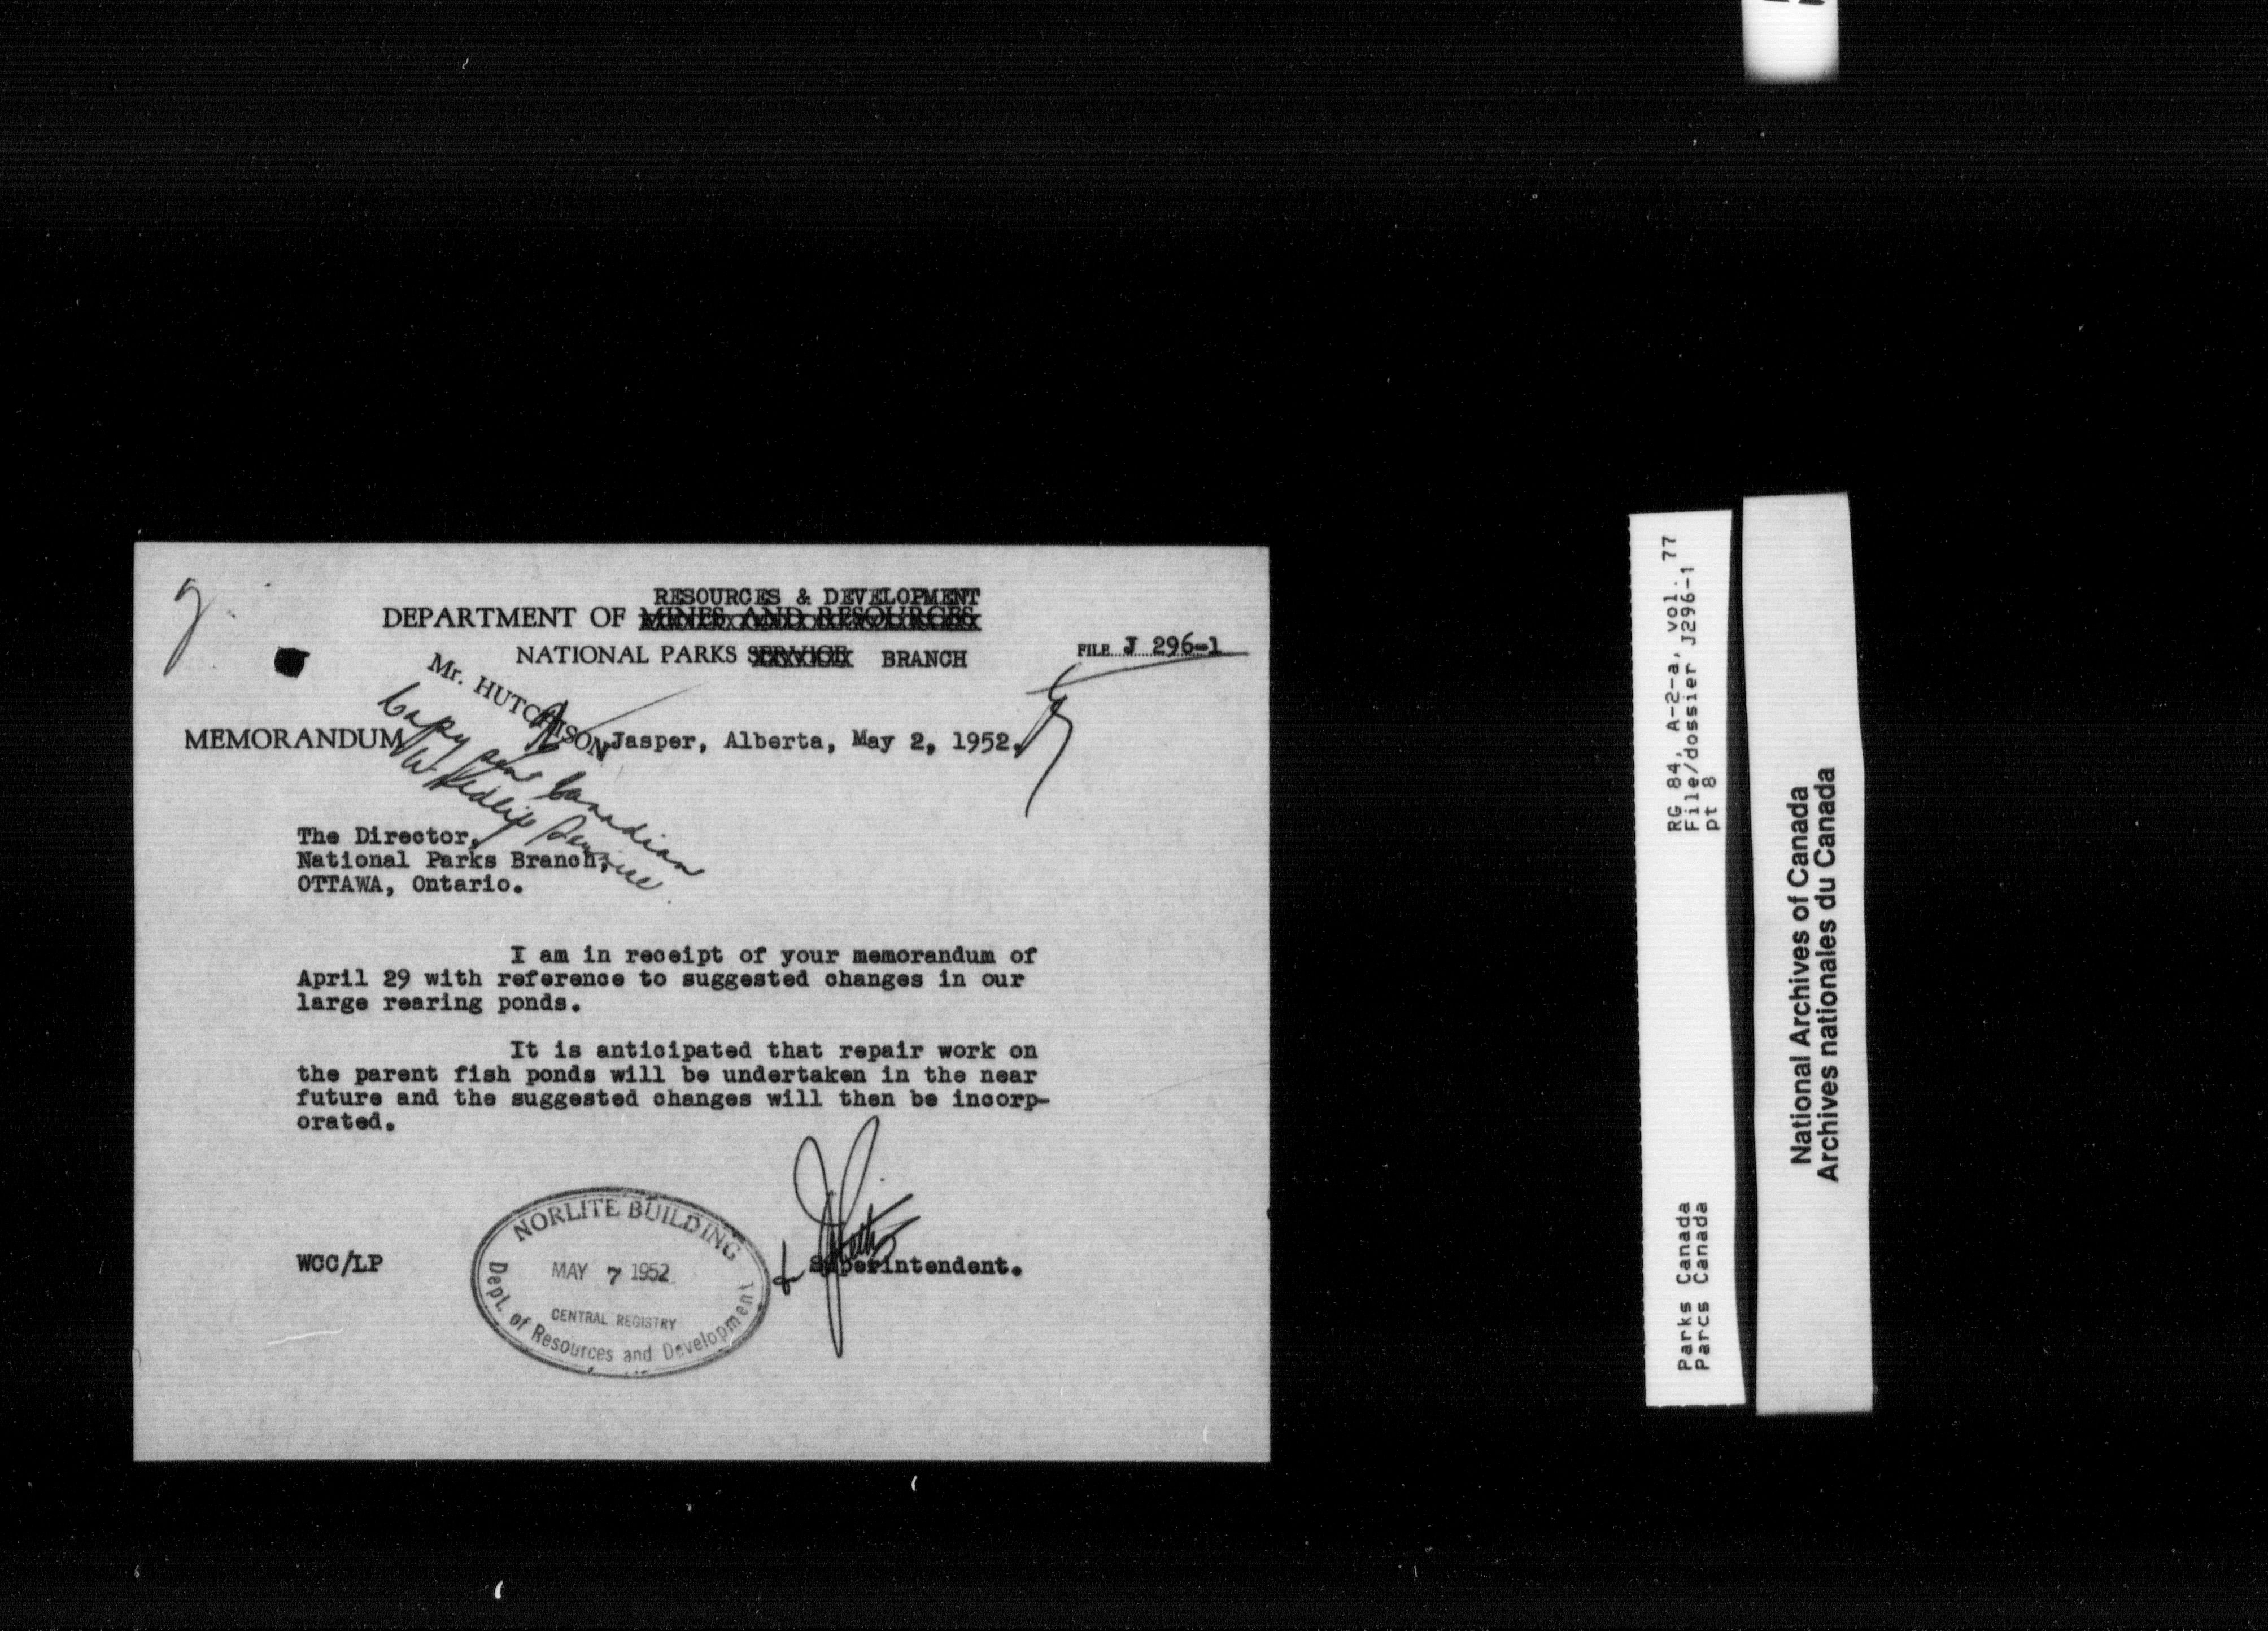 RESOURCES & DEVELOPMENT
DEPARTMENT OF MINES AND RESOURCES
NATIONAL PARKS SERVICE BRANCH
FILE J 296-1
Mr. HUTCHISON
Copy sent Canadian
Wildlife Service
MEMORANDUM Jasper, Alberta, May 2, 1952.
The Director,
National Parks Branch,
OTTAWA, Ontario.
I am in receipt of your memorandum of
April 29 with reference to suggested changes in our
large rearing ponds.
It is anticipated that repair work on
the parent fish ponds will be undertaken in the near
future and the suggested changes will then be incorp-
orated.
WCC/LP
Superintendent.
NORLITE BUILDING
MAY 7 1952
CENTRAL REGISTRY
Dept. of Resources and Development
RG 84, A-2-a, vol. 77
File/dossier J296-1
pt 8
Parks Canada
Parcs Canada
National Archives of Canada
Archives nationales du Canada